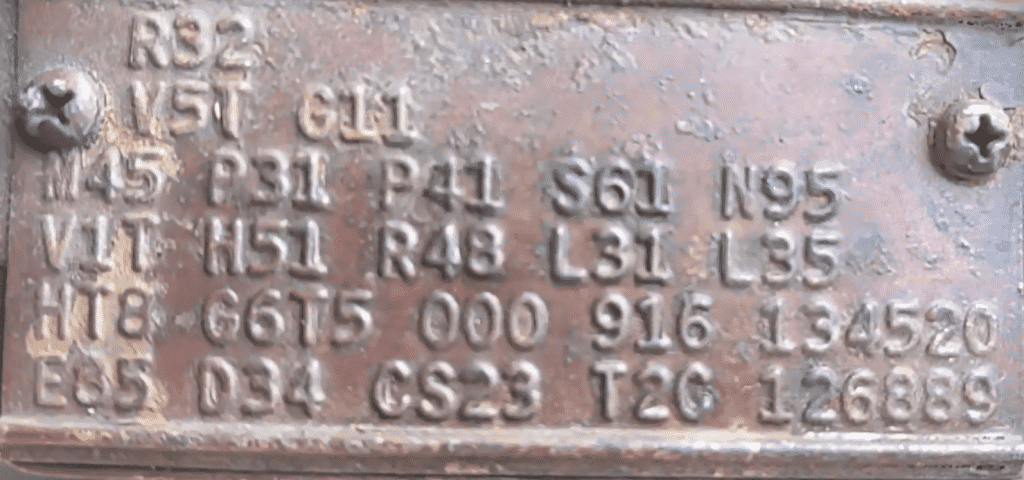 R32
V5T G11
M45 P31 P41 S61 N95
V1T H51 R48 L31 L35
HT8 G6T5 000 916 134520
E85 D34 CS23 T2G 126889